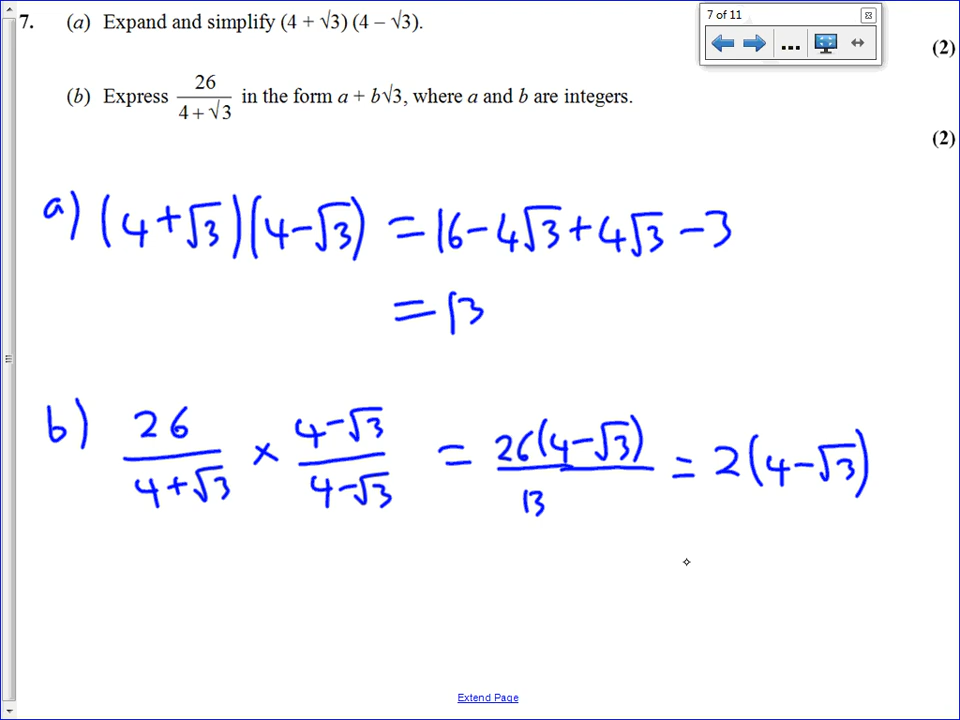 7. (a) Expand and simplify (4 + √3) (4 – √3).
7 of 11
...
(2)
(b) Express 26/(4 + √3) in the form a + b√3, where a and b are integers.
(2)
a) (4+√3)(4-√3) = 16-4√3+4√3-3
= 13
b) 26/(4+√3) × (4-√3)/(4-√3) = 26(4-√3)/13 = 2(4-√3)
Extend Page